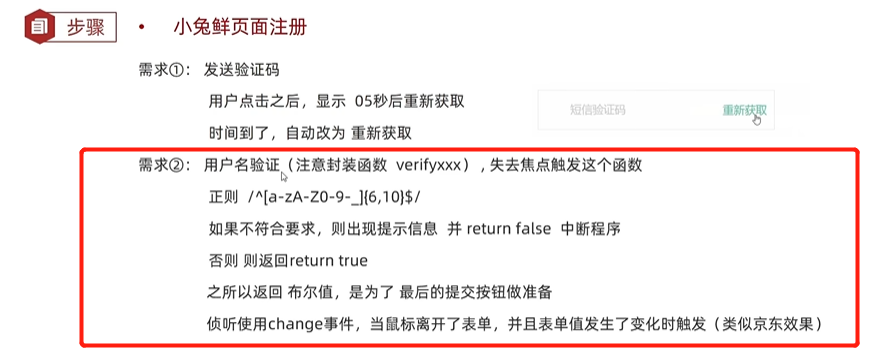 步骤 • 小兔鲜页面注册
需求①： 发送验证码
用户点击之后，显示 05秒后重新获取
短信验证码 重新获取
时间到了，自动改为 重新获取
需求②： 用户名验证（注意封装函数 verifyxxx） , 失去焦点触发这个函数
正则 /^[a-zA-Z0-9-_]{6,10}$/
如果不符合要求，则出现提示信息 并 return false 中断程序
否则 则返回return true
之所以返回 布尔值，是为了 最后的提交按钮做准备
侦听使用change事件，当鼠标离开了表单，并且表单值发生了变化时触发（类似京东效果）